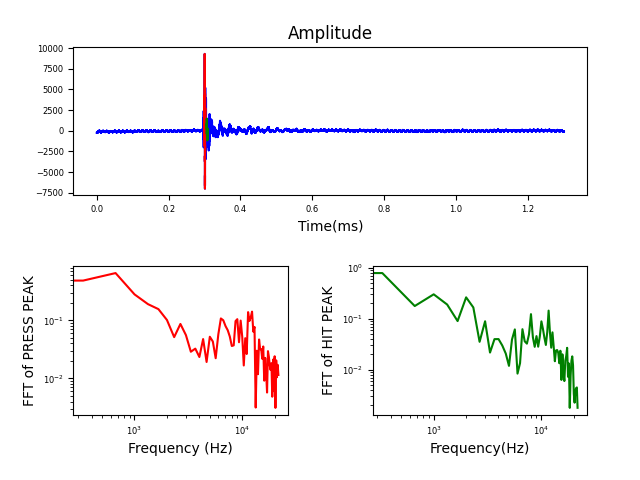 Amplitude
10000
7500
5000
2500
0
−2500
−5000
−7500
0.0 0.2 0.4 0.6 0.8 1.0 1.2
Time(ms)
FFT of PRESS PEAK
10⁻¹
10⁻²
10³ 10⁴
Frequency (Hz)
FFT of HIT PEAK
10⁰
10⁻¹
10⁻²
10³ 10⁴
Frequency(Hz)